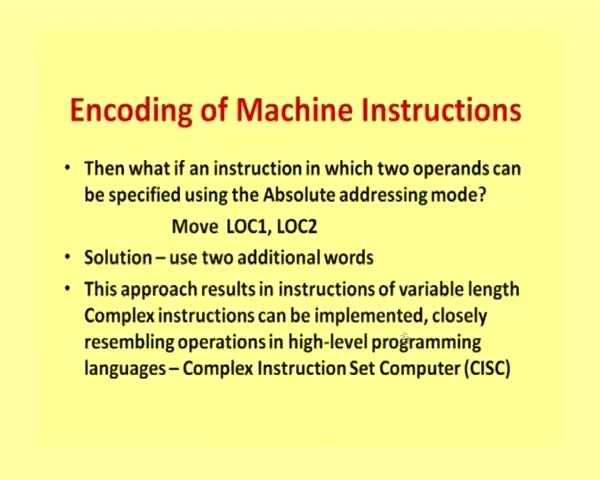 Encoding of Machine Instructions
• Then what if an instruction in which two operands can
be specified using the Absolute addressing mode?
Move LOC1, LOC2
• Solution – use two additional words
• This approach results in instructions of variable length
Complex instructions can be implemented, closely
resembling operations in high-level programming
languages – Complex Instruction Set Computer (CISC)